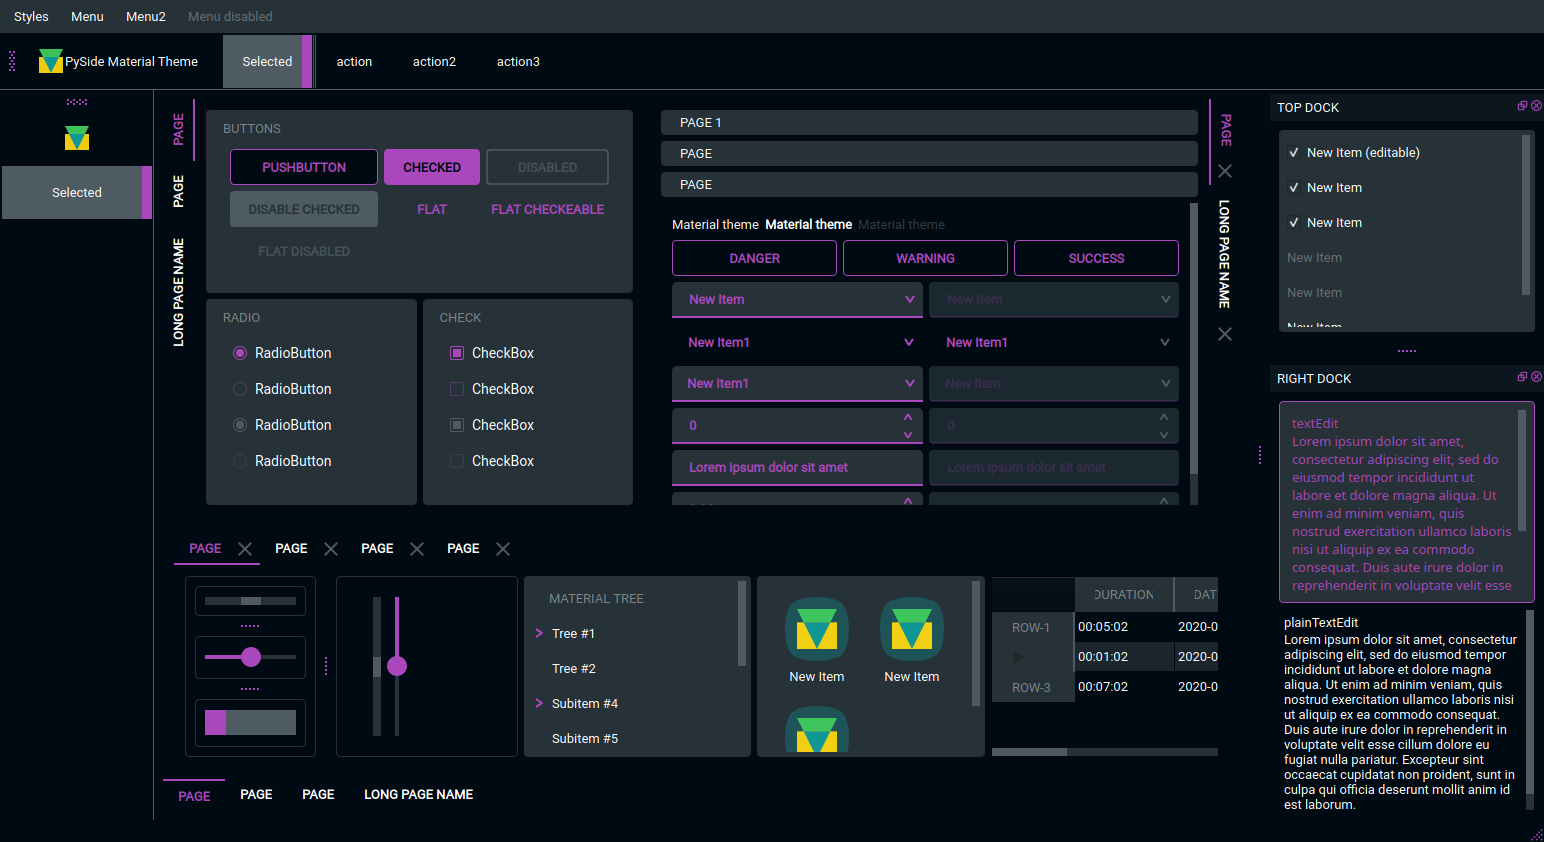 Styles Menu Menu2 Menu disabled
PySide Material Theme Selected action action2 action3
Selected
PAGE
PAGE
LONG PAGE NAME
BUTTONS
PUSHBUTTON CHECKED DISABLED
DISABLE CHECKED FLAT FLAT CHECKEABLE
FLAT DISABLED
RADIO
RadioButton
RadioButton
RadioButton
RadioButton
CHECK
CheckBox
CheckBox
CheckBox
CheckBox
PAGE 1
PAGE
PAGE
Material theme Material theme Material theme
DANGER WARNING SUCCESS
New Item New Item
New Item1 New Item1
New Item1 New Item
0 0
Lorem ipsum dolor sit amet Lorem ipsum dolor sit amet
PAGE
LONG PAGE NAME
TOP DOCK
New Item (editable)
New Item
New Item
New Item
New Item
New Item
RIGHT DOCK
textEdit
Lorem ipsum dolor sit amet,
consectetur adipiscing elit, sed do
eiusmod tempor incididunt ut
labore et dolore magna aliqua. Ut
enim ad minim veniam, quis
nostrud exercitation ullamco laboris
nisi ut aliquip ex ea commodo
consequat. Duis aute irure dolor in
reprehenderit in voluptate velit esse
plainTextEdit
Lorem ipsum dolor sit amet, consectetur
adipiscing elit, sed do eiusmod tempor
incididunt ut labore et dolore magna
aliqua. Ut enim ad minim veniam, quis
nostrud exercitation ullamco laboris nisi
ut aliquip ex ea commodo consequat.
Duis aute irure dolor in reprehenderit in
voluptate velit esse cillum dolore eu
fugiat nulla pariatur. Excepteur sint
occaecat cupidatat non proident, sunt in
culpa qui officia deserunt mollit anim id
est laborum.
PAGE PAGE PAGE PAGE
MATERIAL TREE
Tree #1
Tree #2
Subitem #4
Subitem #5
New Item New Item
DURATION DAT
ROW-1 00:05:02 2020-0
00:01:02 2020-0
ROW-3 00:07:02 2020-0
PAGE PAGE PAGE LONG PAGE NAME